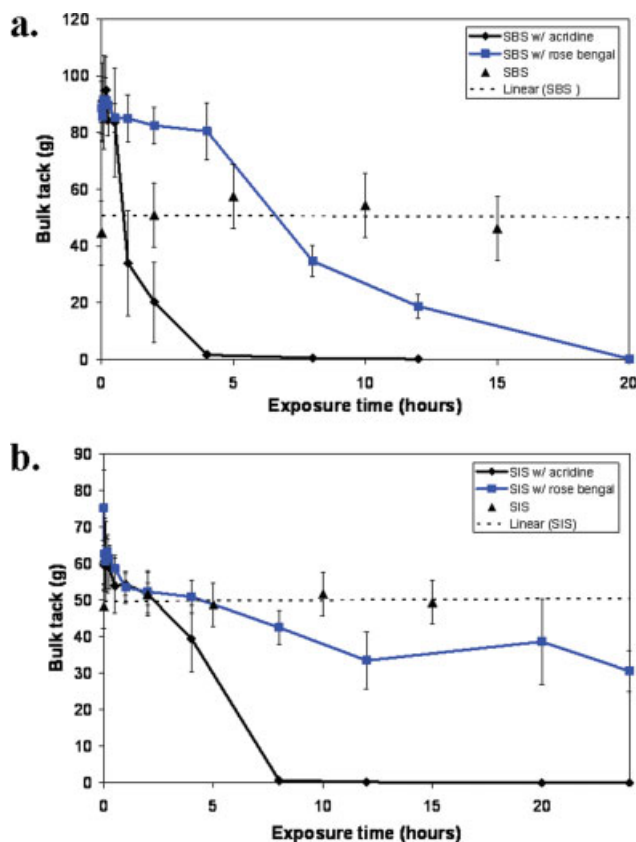 a.
SBS w/ acridine
SBS w/ rose bengal
SBS
Linear (SBS )
Bulk tack (g)
120
100
80
60
40
20
0
0 5 10 15 20
Exposure time (hours)
b.
SIS w/ acridine
SIS w/ rose bengal
SIS
Linear (SIS)
Bulk tack (g)
90
80
70
60
50
40
30
20
10
0
0 5 10 15 20
Exposure time (hours)